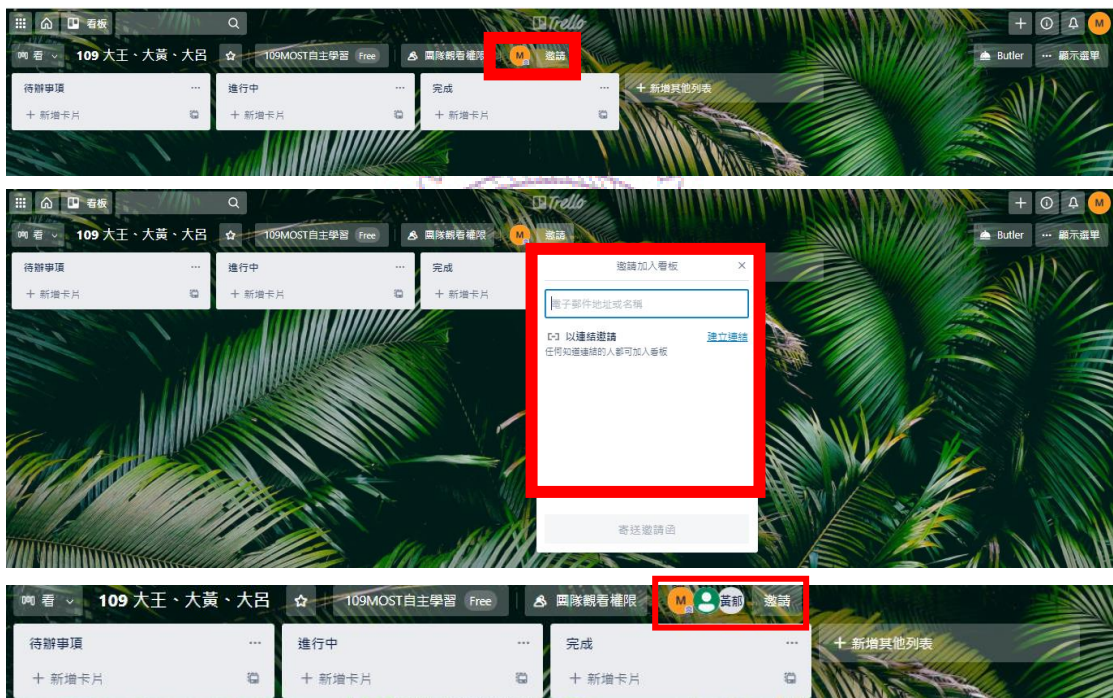 看板 Trello M
看 109 大王、大黃、大呂 109MOST自主學習 Free 團隊觀看權限 M 邀請 Butler ... 顯示選單
待辦事項 ... 進行中 ... 完成 ... + 新增其他列表
+ 新增卡片 + 新增卡片 + 新增卡片
看板 Trello M
看 109 大王、大黃、大呂 109MOST自主學習 Free 團隊觀看權限 M 邀請 Butler ... 顯示選單
待辦事項 ... 進行中 ... 完成
+ 新增卡片 + 新增卡片 + 新增卡片
邀請加入看板 ×
電子郵件地址或名稱
以連結邀請 建立連結
任何知道連結的人都可加入看板
寄送邀請函
看 109 大王、大黃、大呂 109MOST自主學習 Free 團隊觀看權限 M 黃郁 邀請
待辦事項 ... 進行中 ... 完成 ... + 新增其他列表
+ 新增卡片 + 新增卡片 + 新增卡片